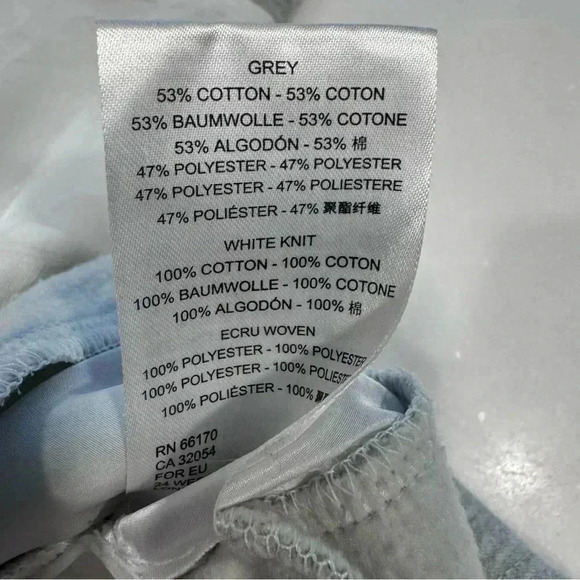 GREY
53% COTTON - 53% COTON
53% BAUMWOLLE - 53% COTONE
53% ALGODÓN - 53% 棉
47% POLYESTER - 47% POLYESTER
47% POLYESTER - 47% POLIESTERE
47% POLIÉSTER - 47% 聚酯纤维
WHITE KNIT
100% COTTON - 100% COTON
100% BAUMWOLLE - 100% COTONE
100% ALGODÓN - 100% 棉
ECRU WOVEN
100% POLYESTER - 100% POLYESTER
100% POLYESTER - 100% POLIESTERE
100% POLIÉSTER - 100%
RN 66170
CA 32054
FOR EU